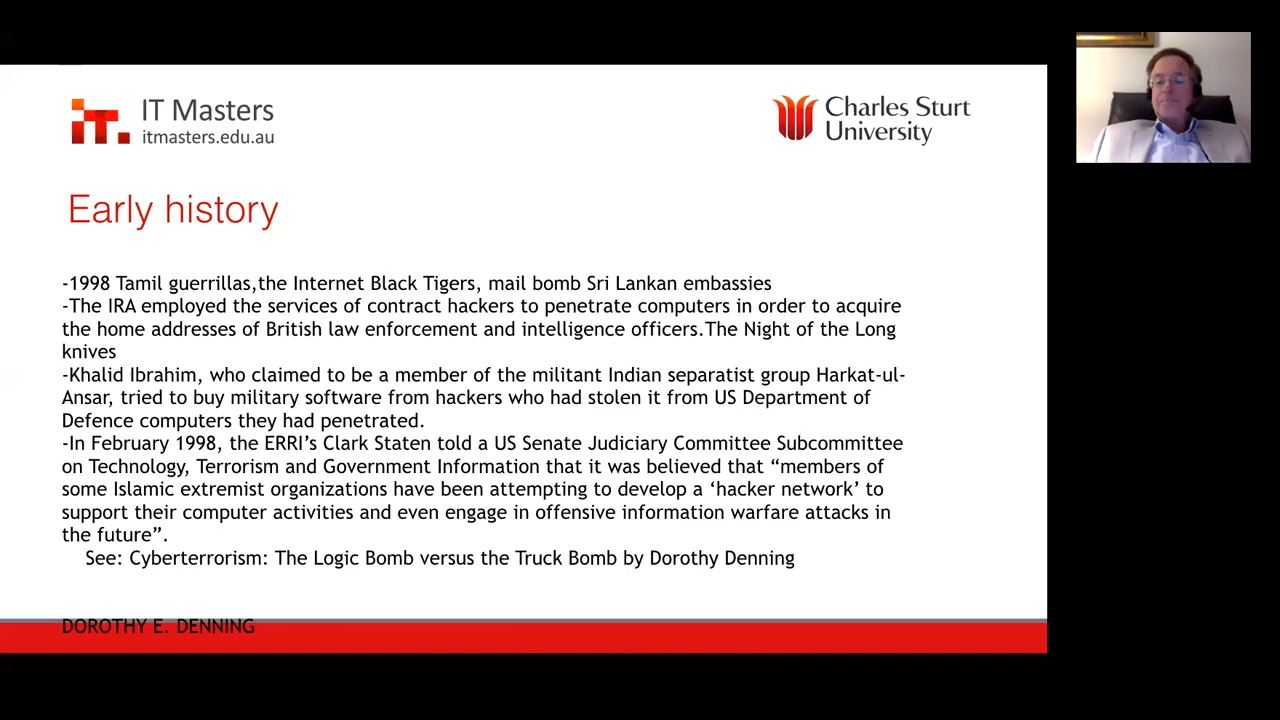 IT Masters
itmasters.edu.au
Charles Sturt
University
Early history
-1998 Tamil guerrillas,the Internet Black Tigers, mail bomb Sri Lankan embassies
-The IRA employed the services of contract hackers to penetrate computers in order to acquire
the home addresses of British law enforcement and intelligence officers.The Night of the Long
knives
-Khalid Ibrahim, who claimed to be a member of the militant Indian separatist group Harkat-ul-
Ansar, tried to buy military software from hackers who had stolen it from US Department of
Defence computers they had penetrated.
-In February 1998, the ERRI’s Clark Staten told a US Senate Judiciary Committee Subcommittee
on Technology, Terrorism and Government Information that it was believed that “members of
some Islamic extremist organizations have been attempting to develop a ‘hacker network’ to
support their computer activities and even engage in offensive information warfare attacks in
the future”.
See: Cyberterrorism: The Logic Bomb versus the Truck Bomb by Dorothy Denning
DOROTHY E. DENNING